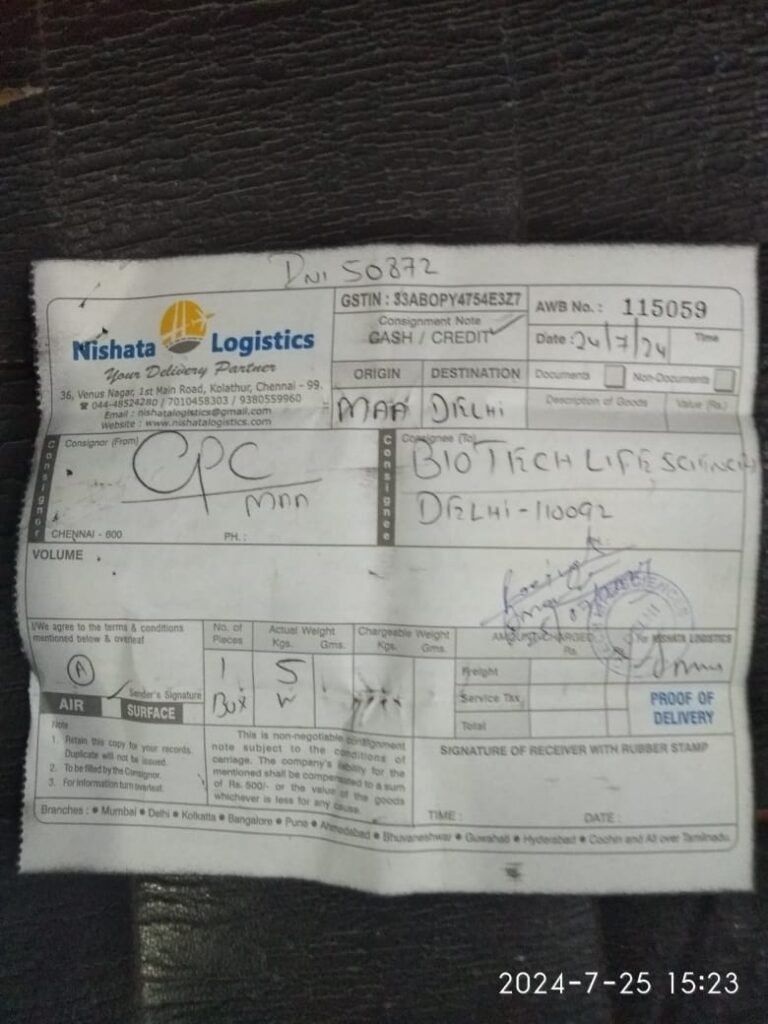 DNI 50872
Nishata Logistics
Your Delivery Partner
36, Venus Nagar, 1st Main Road, Kolathur, Chennai - 99.
☎ 044-48524280 / 7010458303 / 9380559960
Email : nishatalogistics@gmail.com
Website : www.nishatalogistics.com
GSTIN : 33ABOPY4754E3Z7
Consignment Note
CASH / CREDIT
AWB No. : 115059
Date : 24/7/24 Time
ORIGIN DESTINATION
Documents Non-Documents
MAA DELHI
Description of Goods Value (Rs.)
Consignor
Consignor (From)
CPC
MAA
CHENNAI - 600 PH. :
Consignee
Consignee (To)
BIOTECH LIFE SCIENCES
DELHI - 110092
VOLUME
I/We agree to the terms & conditions
mentioned below & overleaf
A
Sender's Signature
AIR SURFACE
No. of Pieces
1
Box
Actual Weight
Kgs. Gms.
5
Chargeable Weight
Kgs. Gms.
AMOUNT CHARGED
Rs.
For NISHATA LOGISTICS
Freight
Service Tax
Total
PROOF OF
DELIVERY
Note
1. Retain this copy for your records.
Duplicate will not be issued.
2. To be filled by the Consignor.
3. For information turn overleaf.
This is non-negotiable consignment
note subject to the conditions of
carriage. The company's liability for the
mentioned shall be compensated to a sum
of Rs. 500/- or the value of the goods
whichever is less for any cause.
SIGNATURE OF RECEIVER WITH RUBBER STAMP
TIME : DATE :
Branches : ● Mumbai ● Delhi ● Kolkatta ● Bangalore ● Pune ● Ahmedabad ● Bhuvaneshwar ● Guwahati ● Hyderabad ● Cochin and All over Tamilnadu.
2024-7-25 15:23